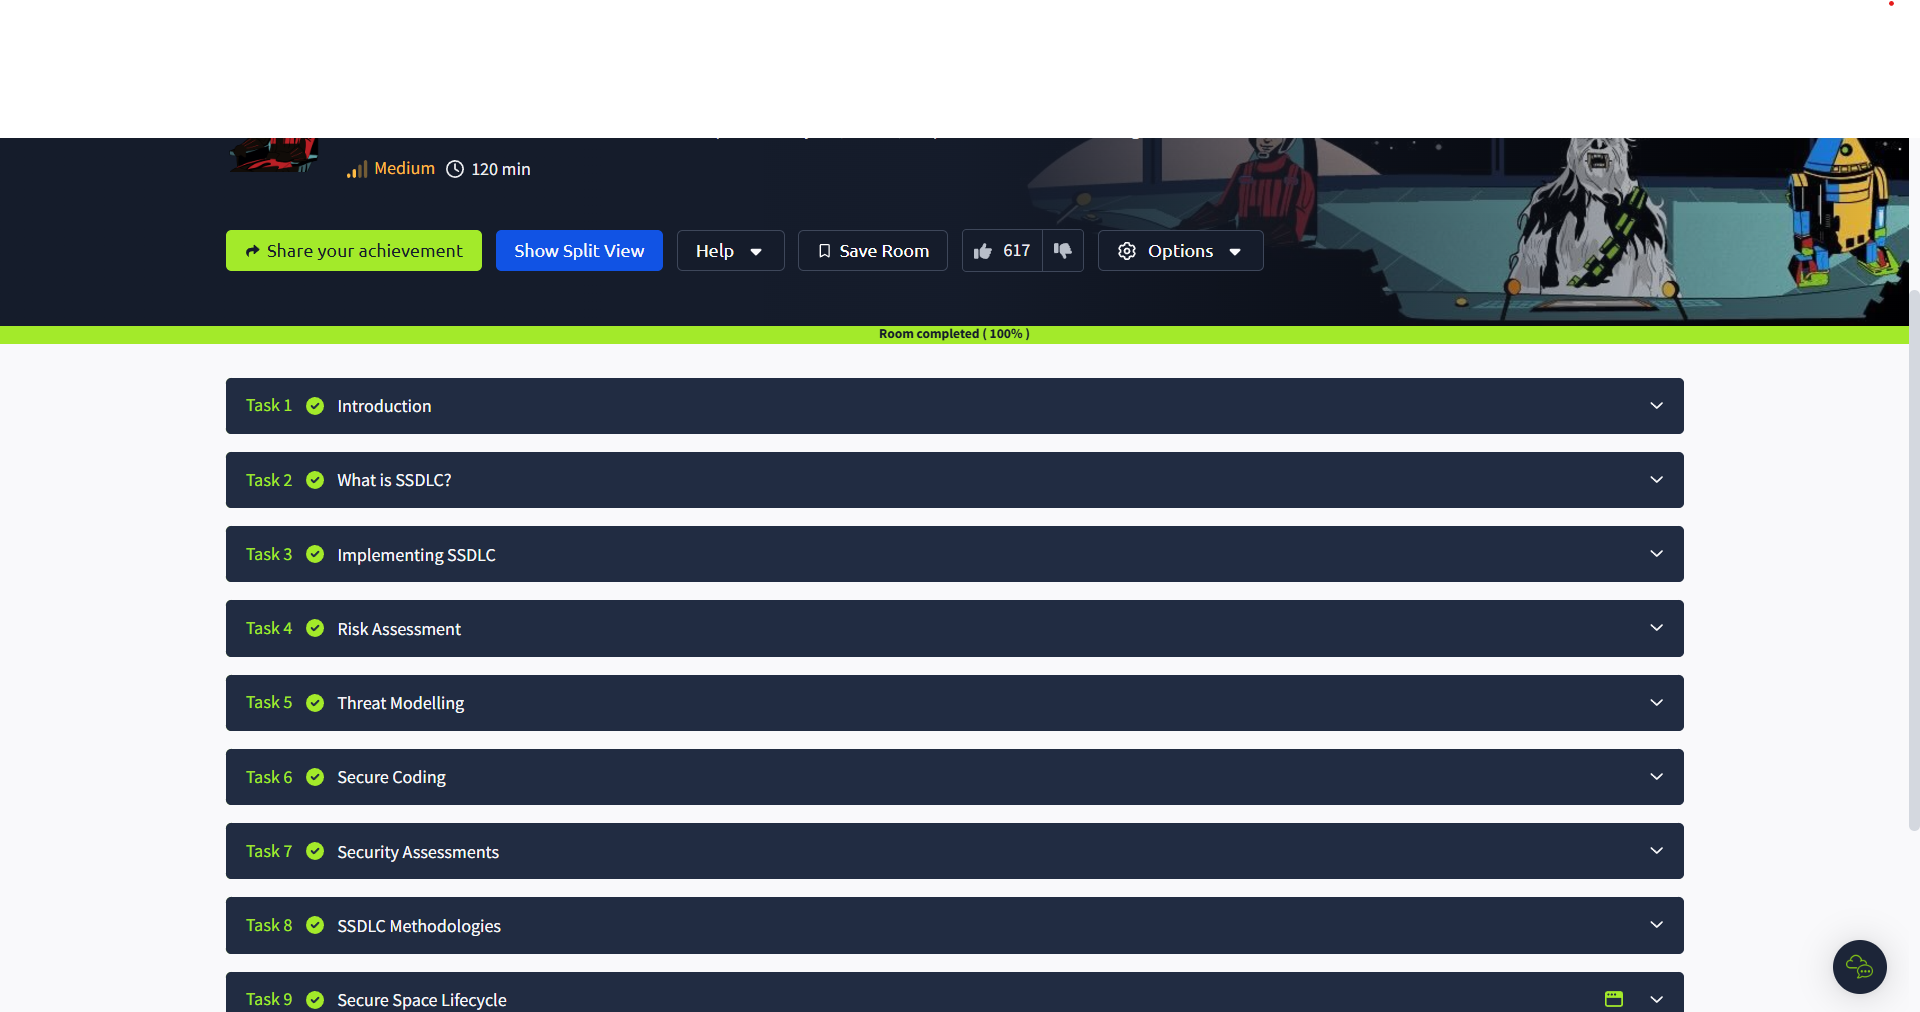 Medium 120 min
Share your achievement Show Split View Help Save Room 617 Options
Room completed ( 100% )
Task 1 Introduction
Task 2 What is SSDLC?
Task 3 Implementing SSDLC
Task 4 Risk Assessment
Task 5 Threat Modelling
Task 6 Secure Coding
Task 7 Security Assessments
Task 8 SSDLC Methodologies
Task 9 Secure Space Lifecycle